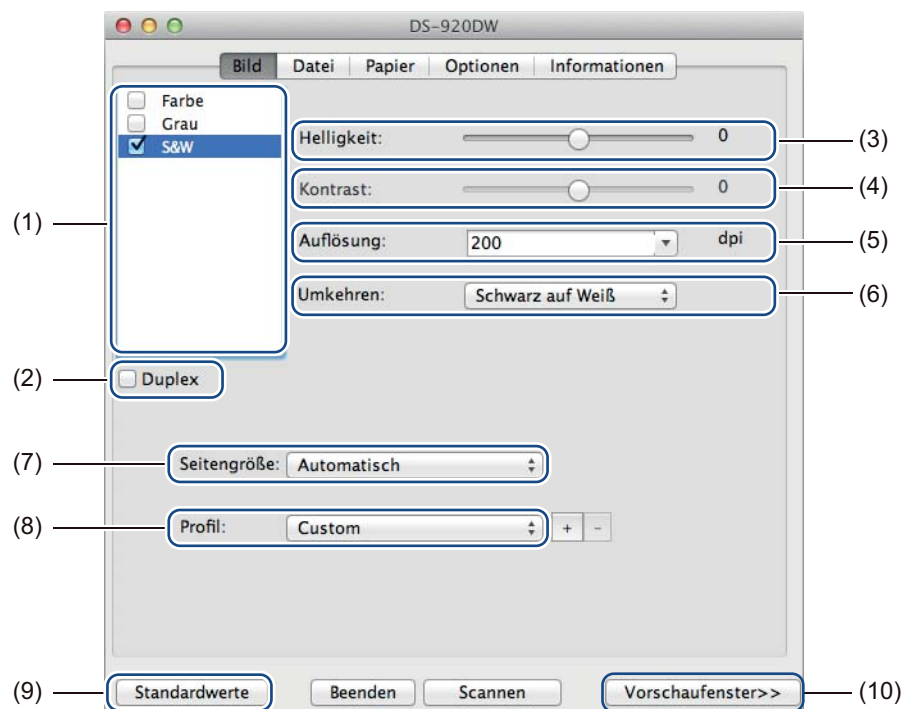 DS-920DW
Bild Datei Papier Optionen Informationen
Farbe
Grau
S&W
(1)
Helligkeit: 0 (3)
Kontrast: 0 (4)
Auflösung: 200 dpi (5)
Umkehren: Schwarz auf Weiß (6)
(2) Duplex
(7) Seitengröße: Automatisch
(8) Profil: Custom + -
(9) Standardwerte Beenden Scannen Vorschaufenster>> (10)